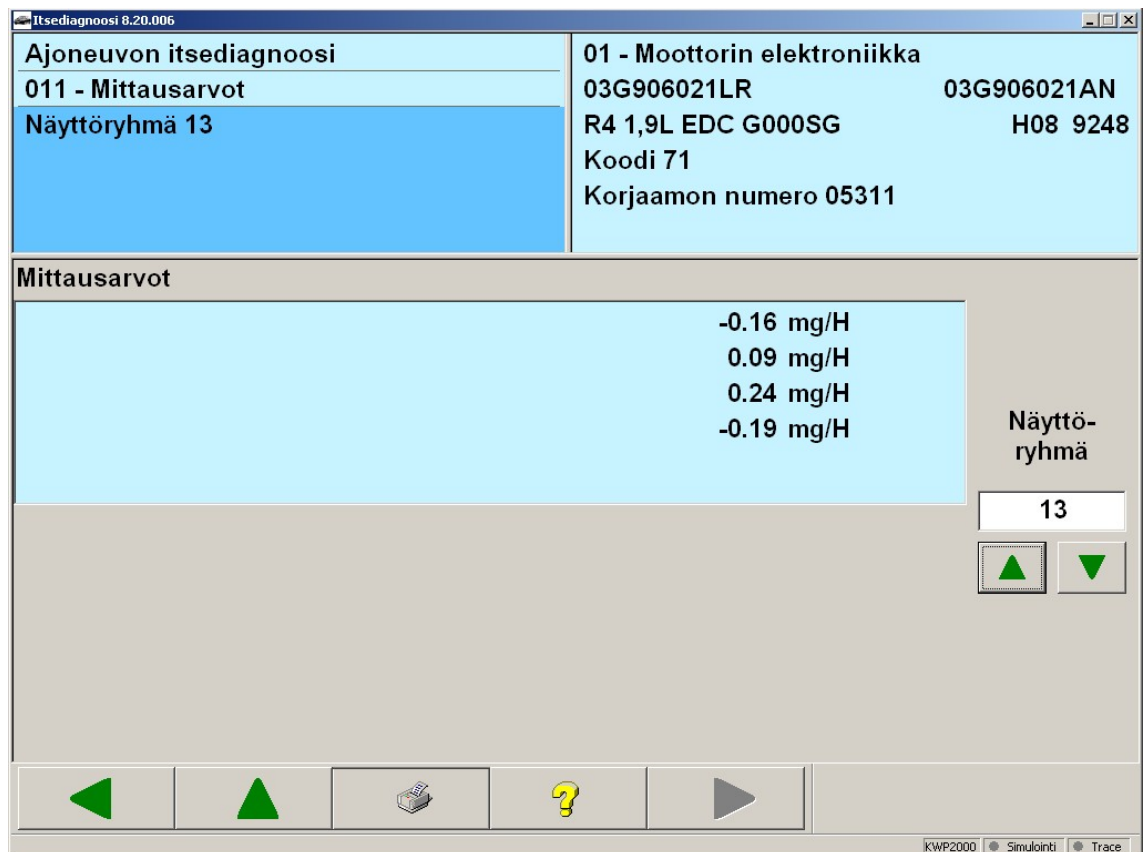 Itsediagnoosi 8.20.006
Ajoneuvon itsediagnoosi
011 - Mittausarvot
Näyttöryhmä 13
01 - Moottorin elektroniikka
03G906021LR 03G906021AN
R4 1,9L EDC G000SG H08 9248
Koodi 71
Korjaamon numero 05311
Mittausarvot
-0.16 mg/H
0.09 mg/H
0.24 mg/H
-0.19 mg/H
Näyttö-
ryhmä
13
KWP2000 Simulointi Trace